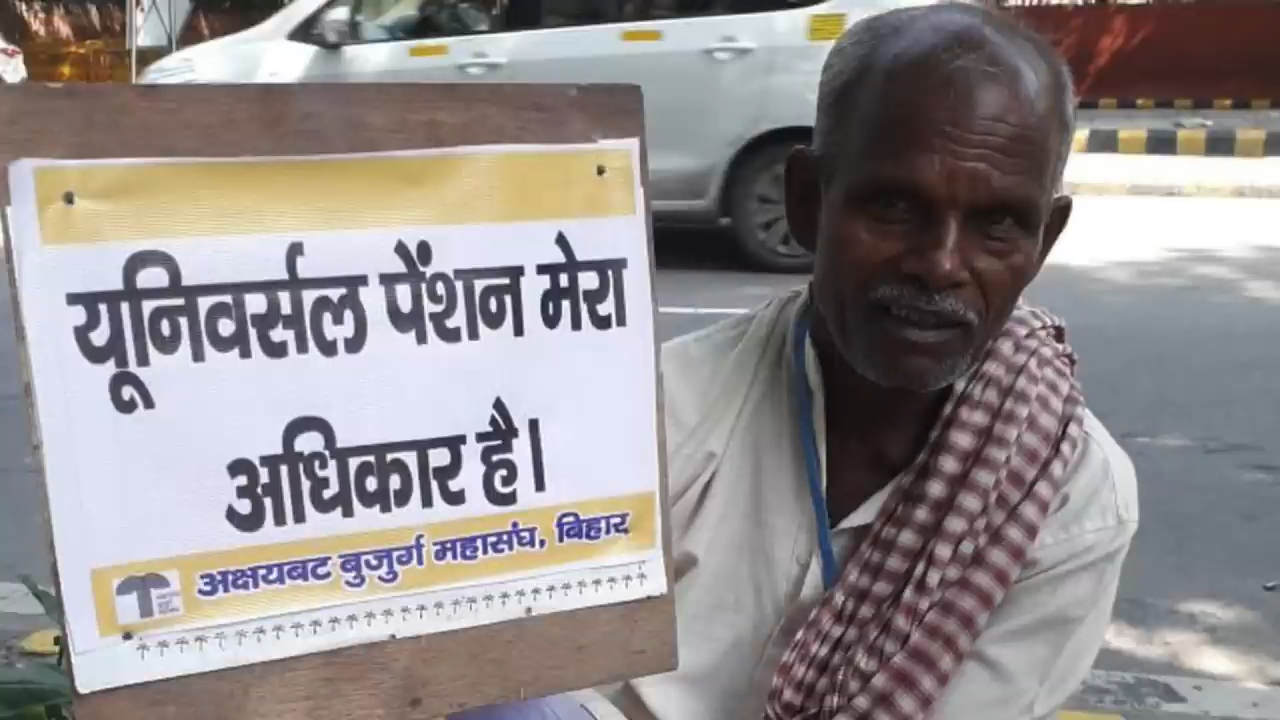 यूनिवर्सल पेंशन मेरा
अधिकार है।
अक्षयबट बुजुर्ग महासंघ, बिहार